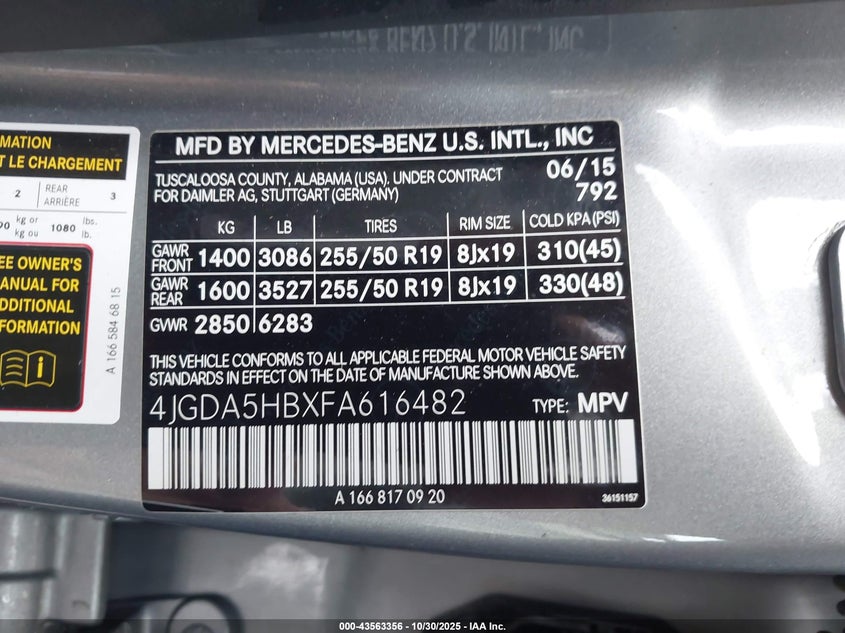 MFD BY MERCEDES-BENZ U.S. INTL., INC
TUSCALOOSA COUNTY, ALABAMA (USA). UNDER CONTRACT
FOR DAIMLER AG, STUTTGART (GERMANY)
06/15
792
KG LB TIRES RIM SIZE COLD KPA(PSI)
GAWR FRONT 1400 3086 255/50 R19 8Jx19 310(45)
GAWR REAR 1600 3527 255/50 R19 8Jx19 330(48)
GVWR 2850 6283
THIS VEHICLE CONFORMS TO ALL APPLICABLE FEDERAL MOTOR VEHICLE SAFETY
STANDARDS IN EFFECT ON THE DATE OF MANUFACTURE SHOWN ABOVE.
4JGDA5HBXFA616482 TYPE: MPV
A 166 817 09 20
36151157
MATION
T LE CHARGEMENT
2 REAR ARRIÈRE 3
90 kg or kg ou 1080 lbs. lb.
EE OWNER'S
ANUAL FOR
DDITIONAL
FORMATION
A 166 584 68 15
000-43563356 - 10/30/2025 - IAA Inc.